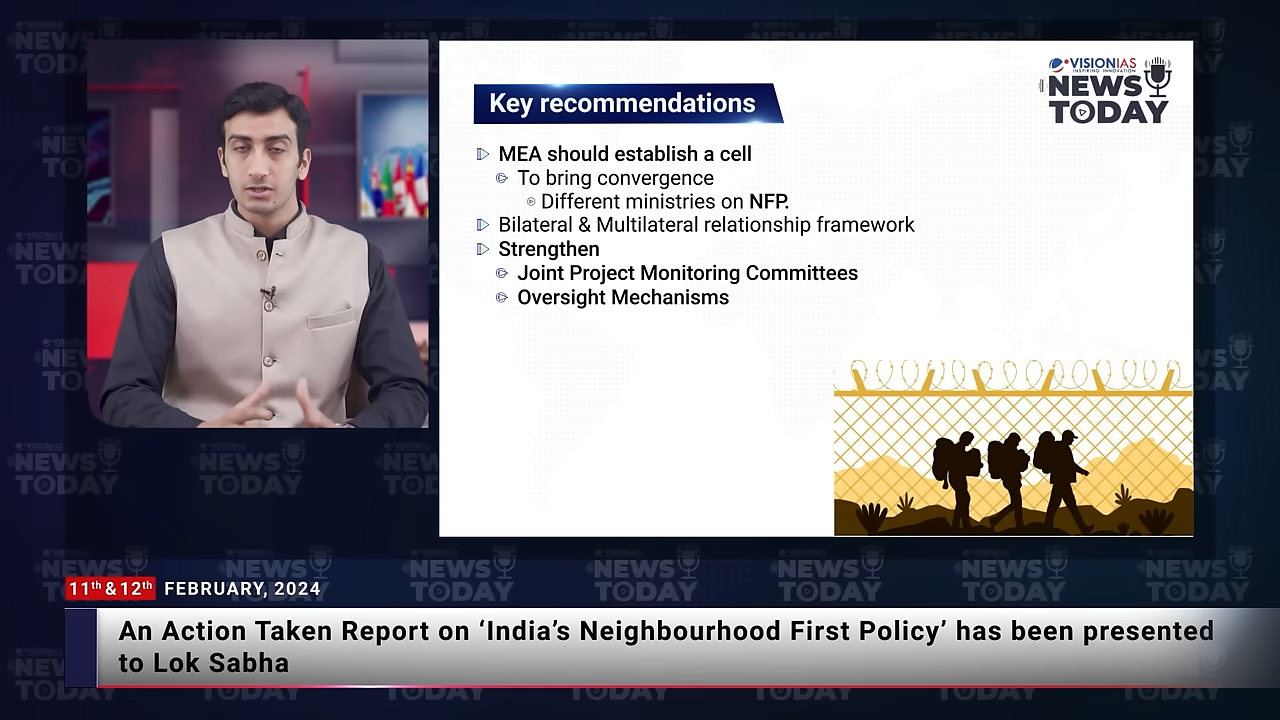 VISIONIAS
INSPIRING INNOVATION
NEWS
TODAY
Key recommendations
MEA should establish a cell
To bring convergence
Different ministries on NFP.
Bilateral & Multilateral relationship framework
Strengthen
Joint Project Monitoring Committees
Oversight Mechanisms
11th & 12th FEBRUARY, 2024
An Action Taken Report on ‘India’s Neighbourhood First Policy’ has been presented
to Lok Sabha